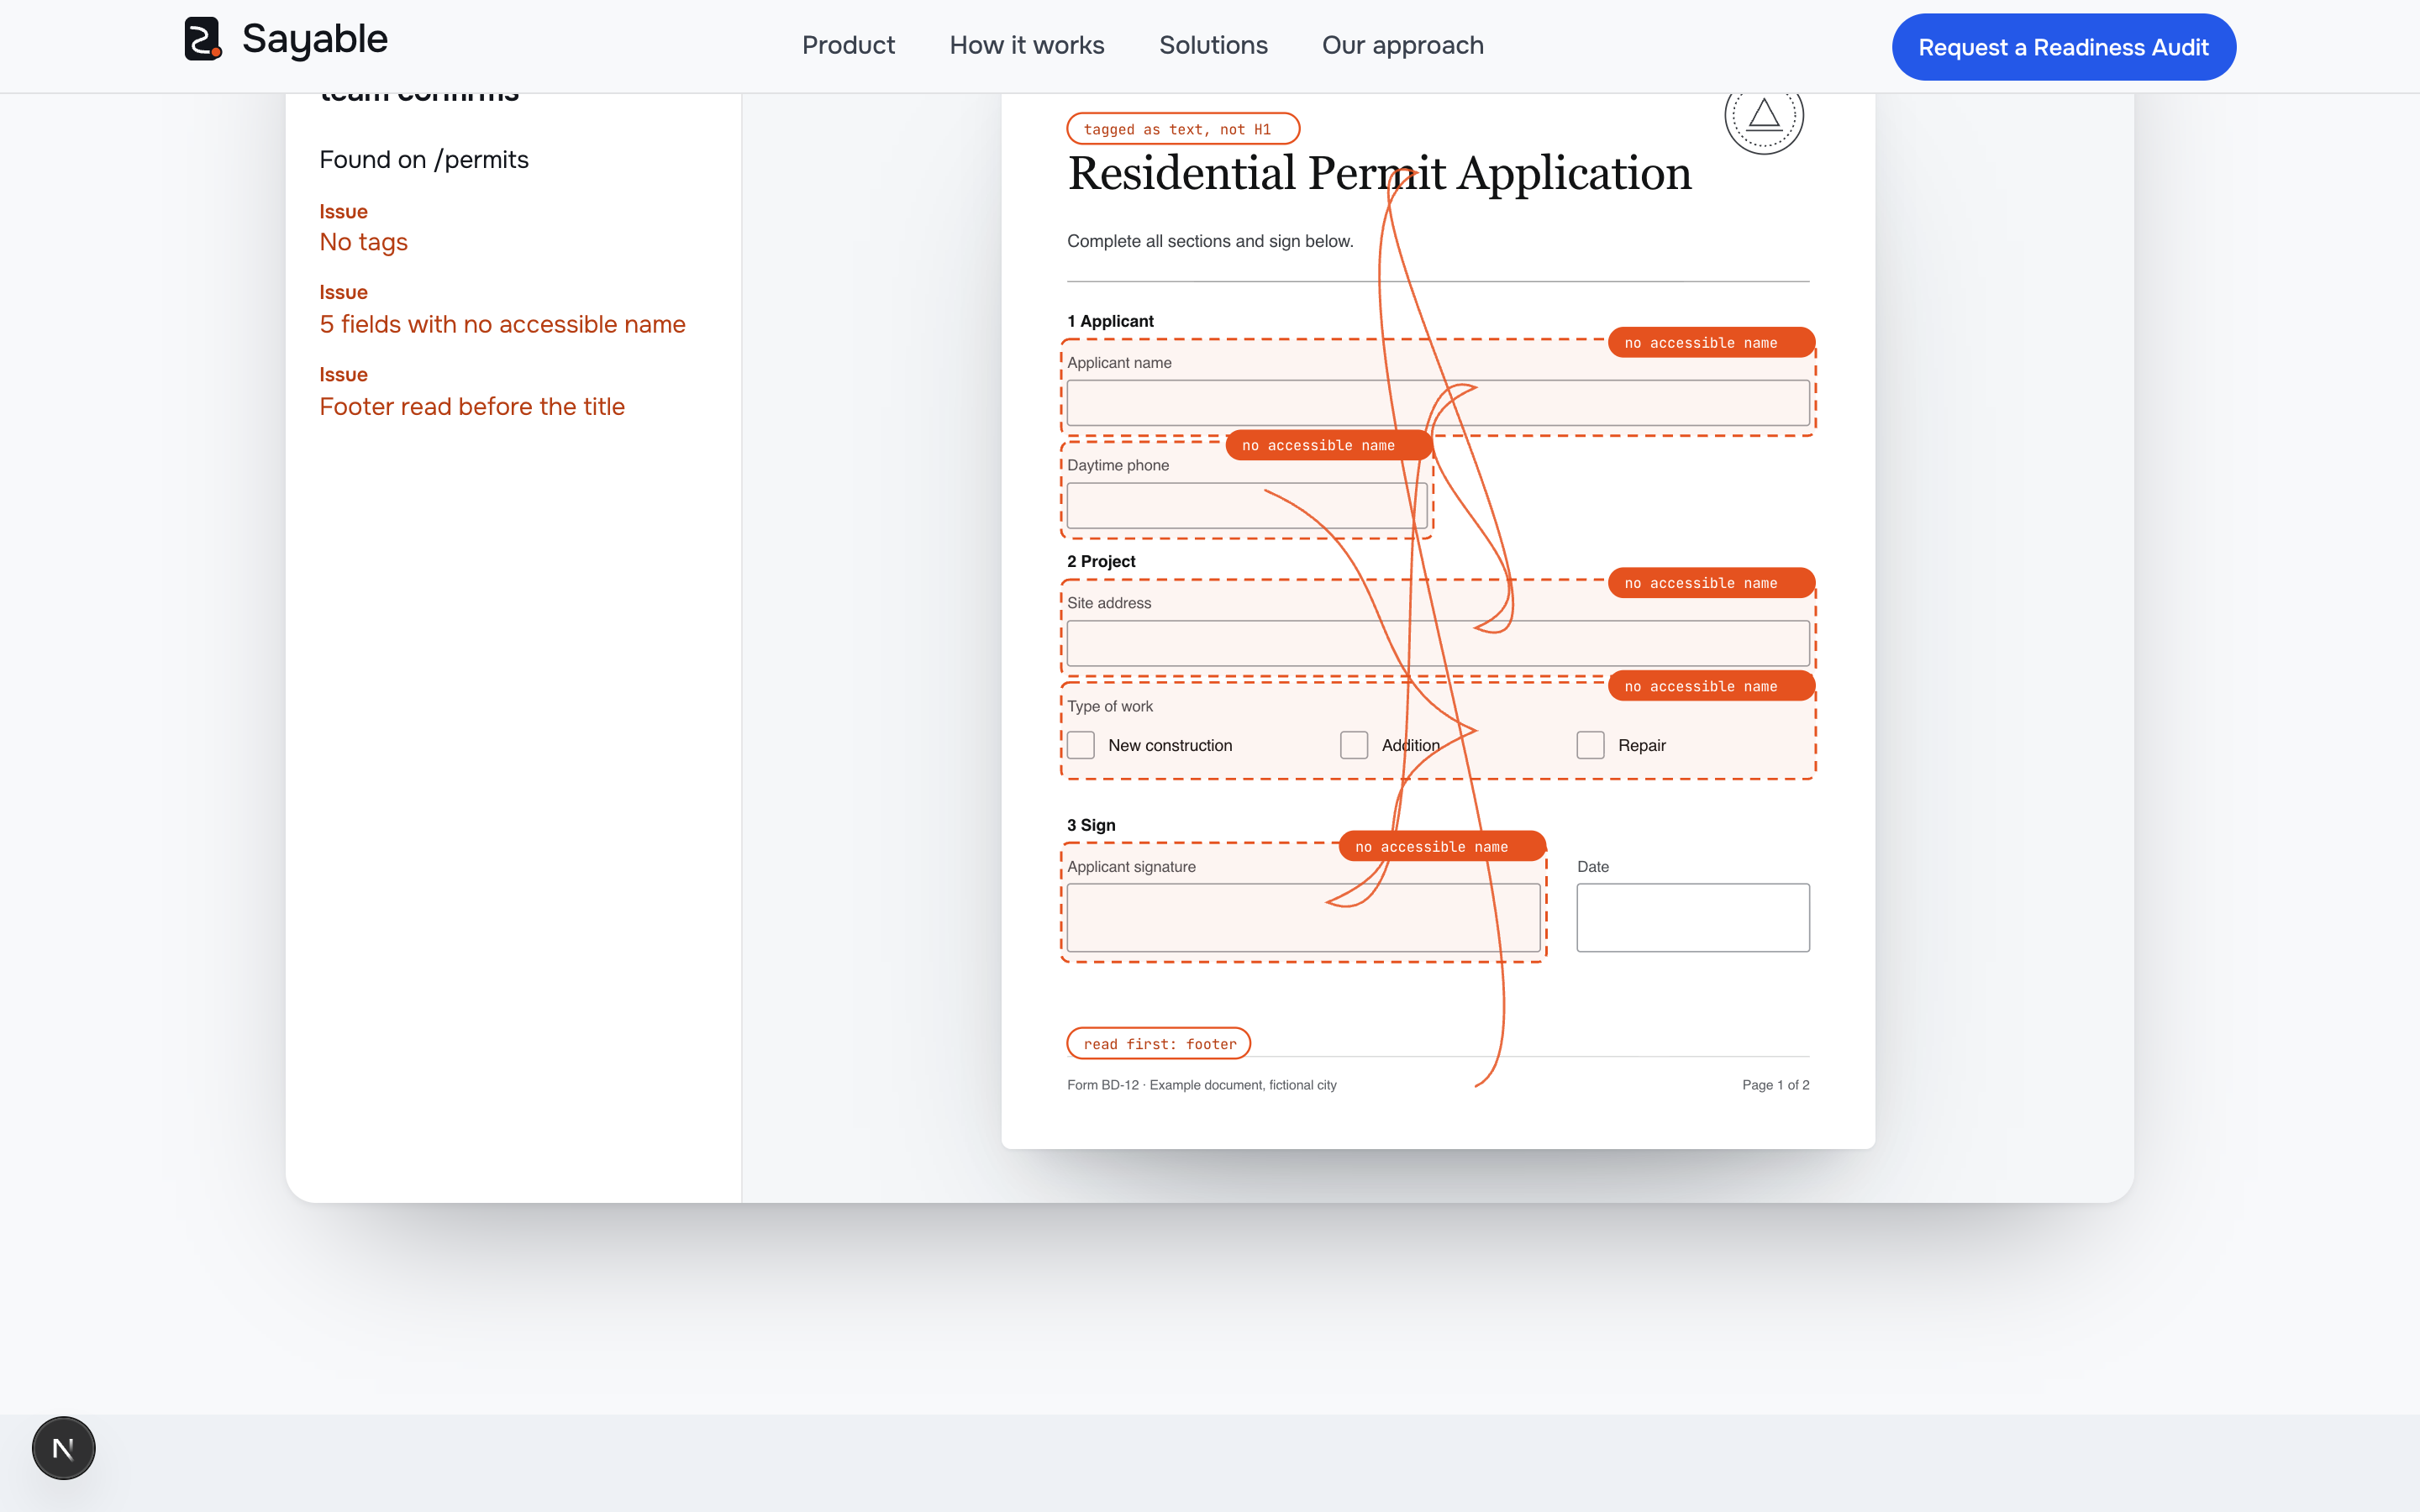 Sayable
Product
How it works
Solutions
Our approach
Request a Readiness Audit
team confirms
Found on /permits
Issue
No tags
Issue
5 fields with no accessible name
Issue
Footer read before the title
tagged as text, not H1
Residential Permit Application
Complete all sections and sign below.
1 Applicant
no accessible name
Applicant name
no accessible name
Daytime phone
2 Project
no accessible name
Site address
no accessible name
Type of work
New construction
Addition
Repair
3 Sign
no accessible name
Applicant signature
Date
read first: footer
Form BD-12 · Example document, fictional city
Page 1 of 2
N